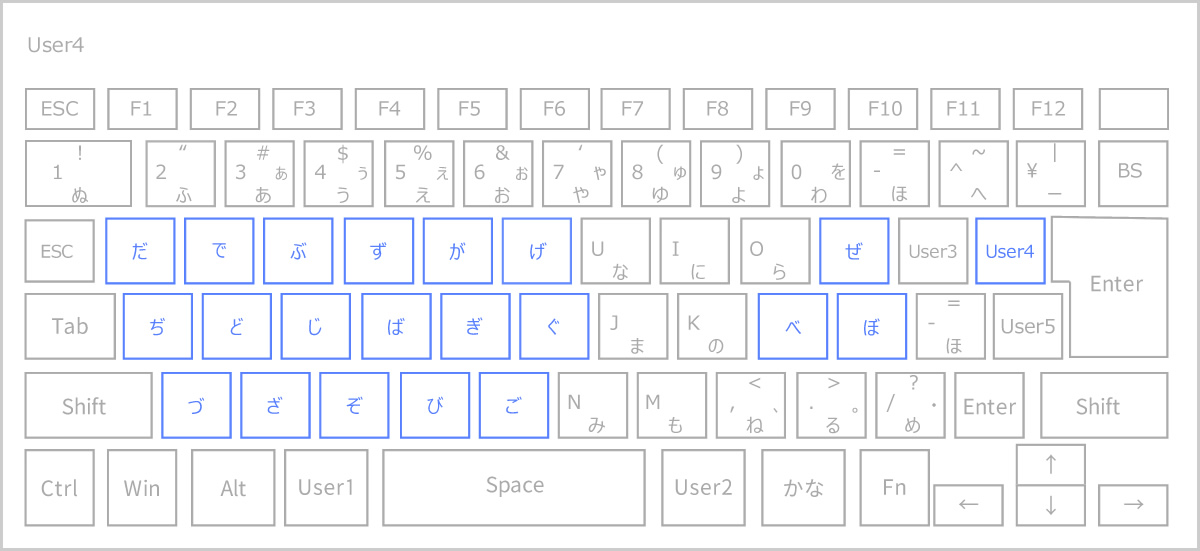 User4
ESC F1 F2 F3 F4 F5 F6 F7 F8 F9 F10 F11 F12
! “ # $ % & ‘ ( ) = ~ |
1 2 3 ぁ 4 ぅ 5 ぇ 6 ぉ 7 ゃ 8 ゅ 9 ょ 0 を - ^ ¥ BS
ぬ ふ あ う え お や ゆ よ わ ほ へ ー
ESC だ で ぶ ず が げ U I O ぜ User3 User4 Enter
な に ら
Tab ぢ ど じ ば ぎ ぐ J K べ ぼ - = User5
ま の ほ
Shift づ ざ ぞ び ご N M < > ? Enter Shift
, 、 . 。 / ・
み も ね る め
Ctrl Win Alt User1 Space User2 かな Fn ↑
← ↓ →